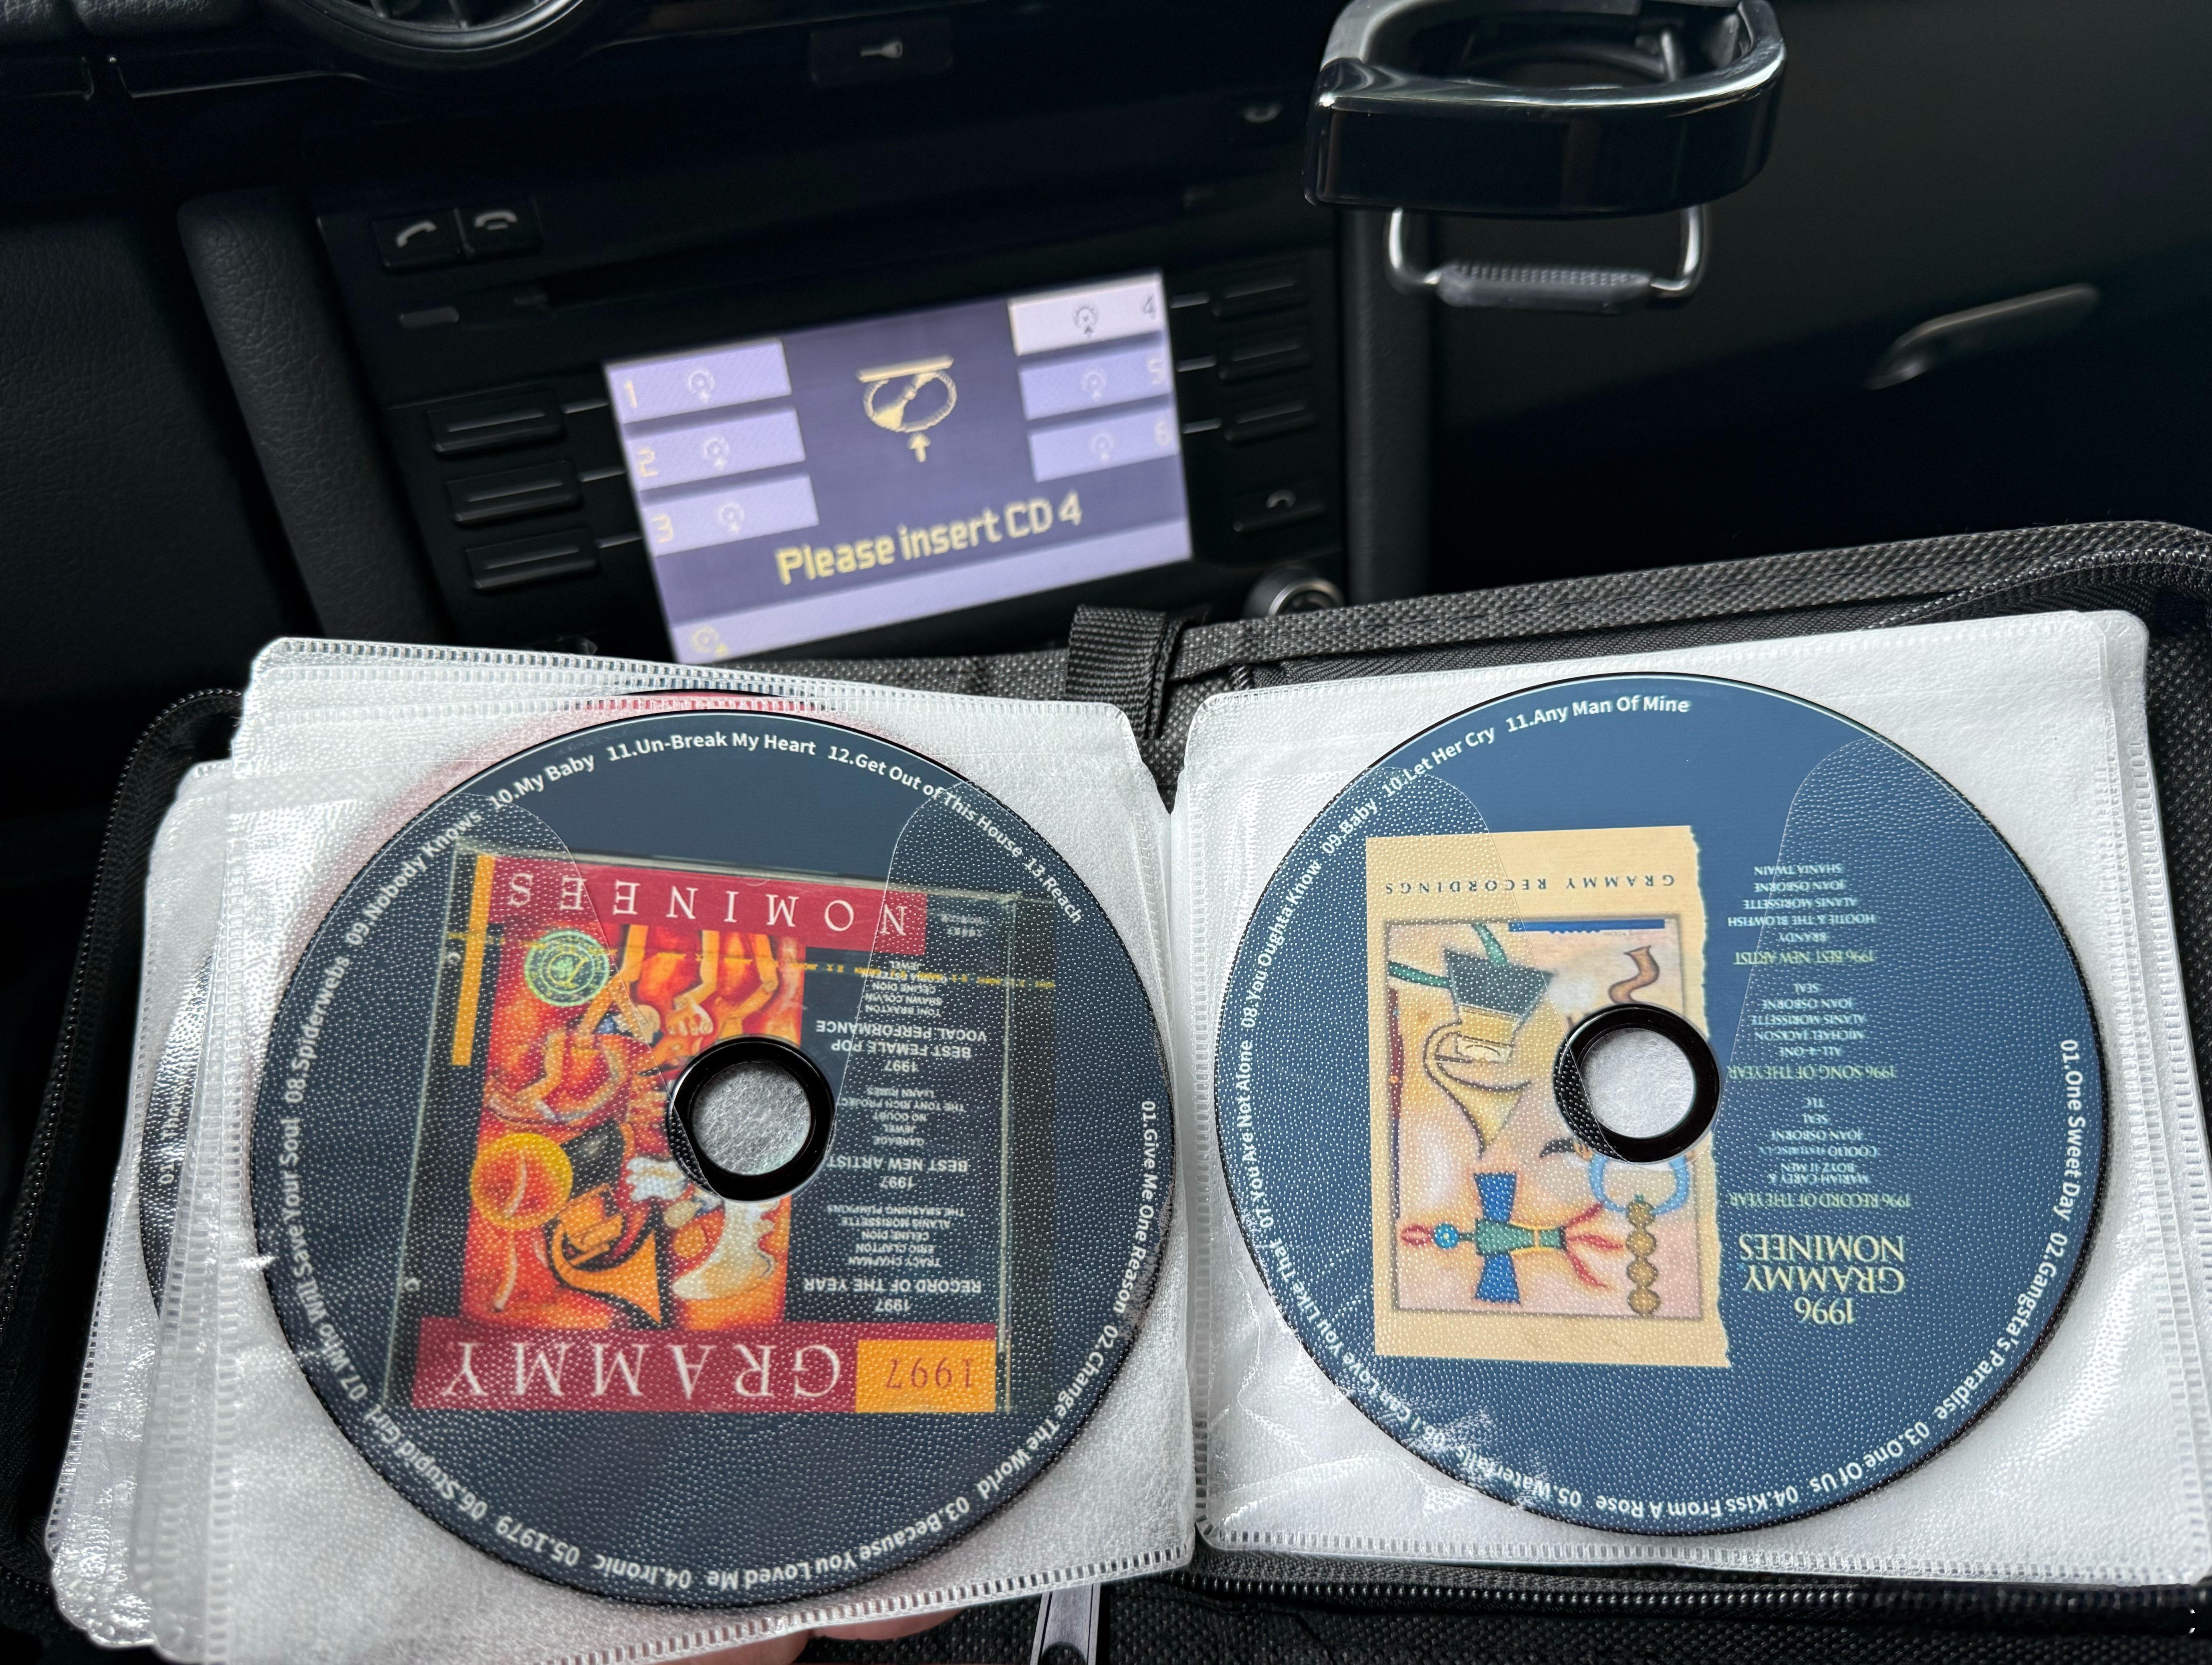 1
2
3
4
5
6
Please insert CD 4
01.Give Me One Reason 02.Change The World 03.Because You Loved Me 04.Ironic 05.1979 06.Stupid Girl 07.Who Will Save Your Soul 08.Spiderwebs 09.Nobody Knows 10.My Baby 11.Un-Break My Heart 12.Get Out of This House 13 Reach
1997 GRAMMY
NOMINEES
1997
RECORD OF THE YEAR
TRACY CHAPMAN
ERIC CLAPTON
CELINE DION
ALANIS MORISSETTE
THE SMASHING PUMPKINS
1997
BEST NEW ARTIST
GARBAGE
JEWEL
NO DOUBT
THE TONY RICH PROJECT
LEANN RIMES
1997
BEST FEMALE POP
VOCAL PERFORMANCE
TONI BRAXTON
SHAWN COLVIN
CELINE DION
JEWEL
01.One Sweet Day 02.Gangsta's Paradise 03.One Of Us 04.Kiss From A Rose 05.Waterfalls 06.I Can Love You Like That 07.You Are Not Alone 08.You Oughta Know 09.Baby 10.Let Her Cry 11.Any Man Of Mine
1996
GRAMMY
NOMINEES
1996 RECORD OF THE YEAR
MARIAH CAREY &
BOYZ II MEN
COOLIO FEATURING L.V.
JOAN OSBORNE
SEAL
TLC
1996 SONG OF THE YEAR
ALL-4-ONE
MICHAEL JACKSON
ALANIS MORISSETTE
JOAN OSBORNE
SEAL
1996 BEST NEW ARTIST
BRANDY
HOOTIE & THE BLOWFISH
ALANIS MORISSETTE
JOAN OSBORNE
SHANIA TWAIN
GRAMMY RECORDINGS